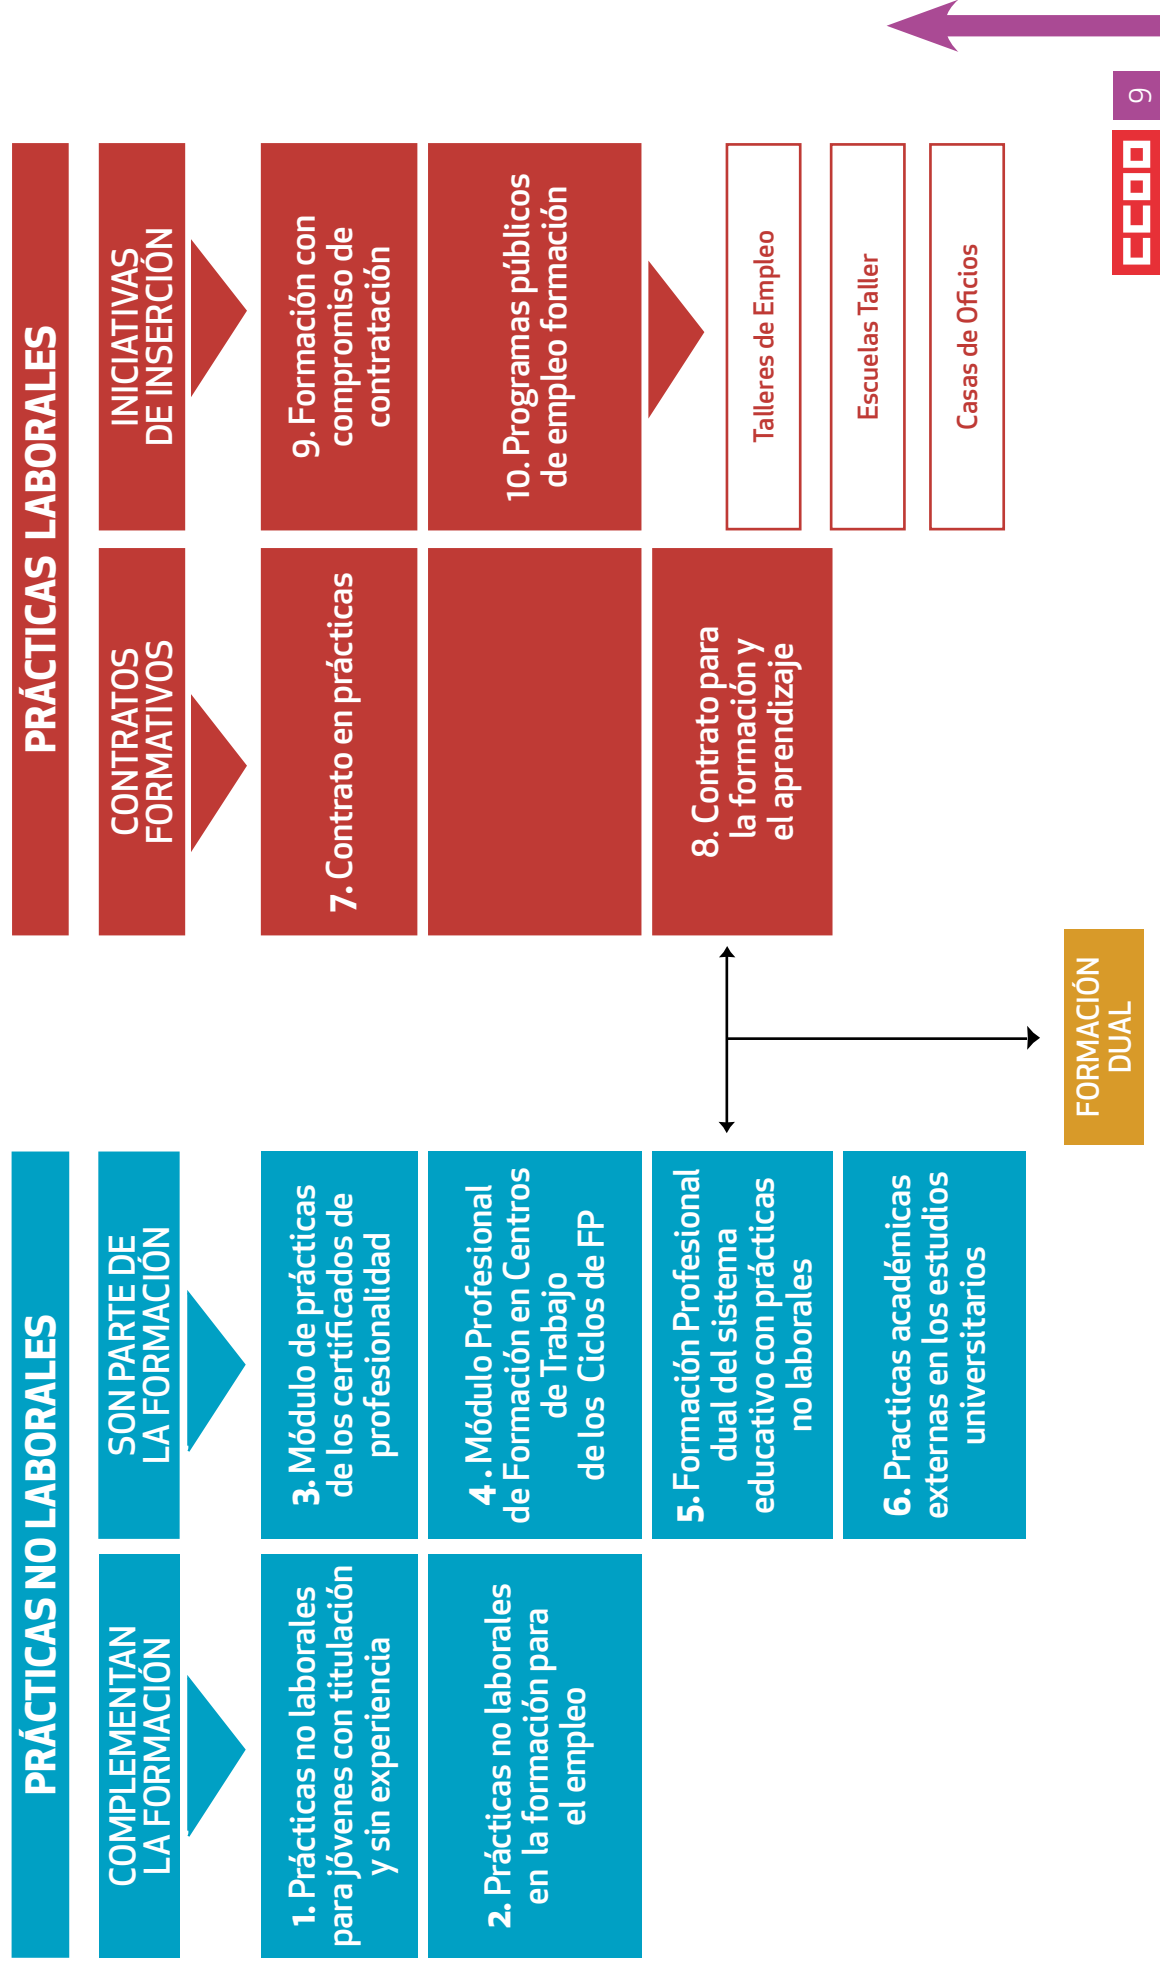 PRÁCTICAS NO LABORALES
COMPLEMENTAN
LA FORMACIÓN
1. Prácticas no laborales
para jóvenes con titulación
y sin experiencia
2. Prácticas no laborales
en la formación para
el empleo
SON PARTE DE
LA FORMACIÓN
3. Módulo de prácticas
de los certificados de
profesionalidad
4 . Módulo Profesional
de Formación en Centros
de Trabajo
de los Ciclos de FP
5. Formación Profesional
dual del sistema
educativo con prácticas
no laborales
6. Practicas académicas
externas en los estudios
universitarios
FORMACIÓN
DUAL
PRÁCTICAS LABORALES
CONTRATOS
FORMATIVOS
7. Contrato en prácticas
8. Contrato para
la formación y
el aprendizaje
INICIATIVAS
DE INSERCIÓN
9. Formación con
compromiso de
contratación
10. Programas públicos
de empleo formación
Talleres de Empleo
Escuelas Taller
Casas de Oficios
CCOO
9